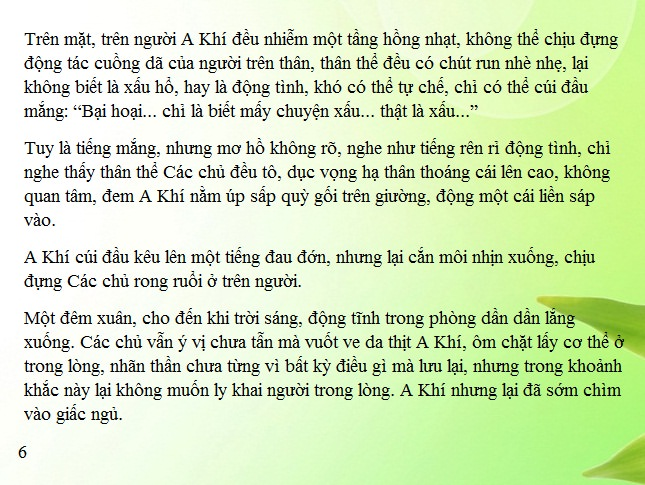 Trên mặt, trên người A Khí đều nhiễm một tầng hồng nhạt, không thể chịu đựng
động tác cuồng dã của người trên thân, thân thể đều có chút run nhè nhẹ, lại
không biết là xấu hổ, hay là động tình, khó có thể tự chế, chỉ có thể cúi đầu
mắng: “Bại hoại... chỉ là biết mấy chuyện xấu... thật là xấu...”
Tuy là tiếng mắng, nhưng mơ hồ không rõ, nghe như tiếng rên rỉ động tình, chỉ
nghe thấy thân thể Các chủ đều tô, dục vọng hạ thân thoáng cái lên cao, không
quan tâm, đem A Khí nằm úp sấp quỳ gối trên giường, động một cái liền sáp
vào.
A Khí cúi đầu kêu lên một tiếng đau đớn, nhưng lại cắn môi nhịn xuống, chịu
đựng Các chủ rong ruổi ở trên người.
Một đêm xuân, cho đến khi trời sáng, động tĩnh trong phòng dần dần lắng
xuống. Các chủ vẫn ý vị chưa tẫn mà vuốt ve da thịt A Khí, ôm chặt lấy cơ thể ở
trong lòng, nhãn thần chưa từng vì bất kỳ điều gì mà lưu lại, nhưng trong khoảnh
khắc này lại không muốn ly khai người trong lòng. A Khí nhưng lại đã sớm chìm
vào giấc ngủ.
6